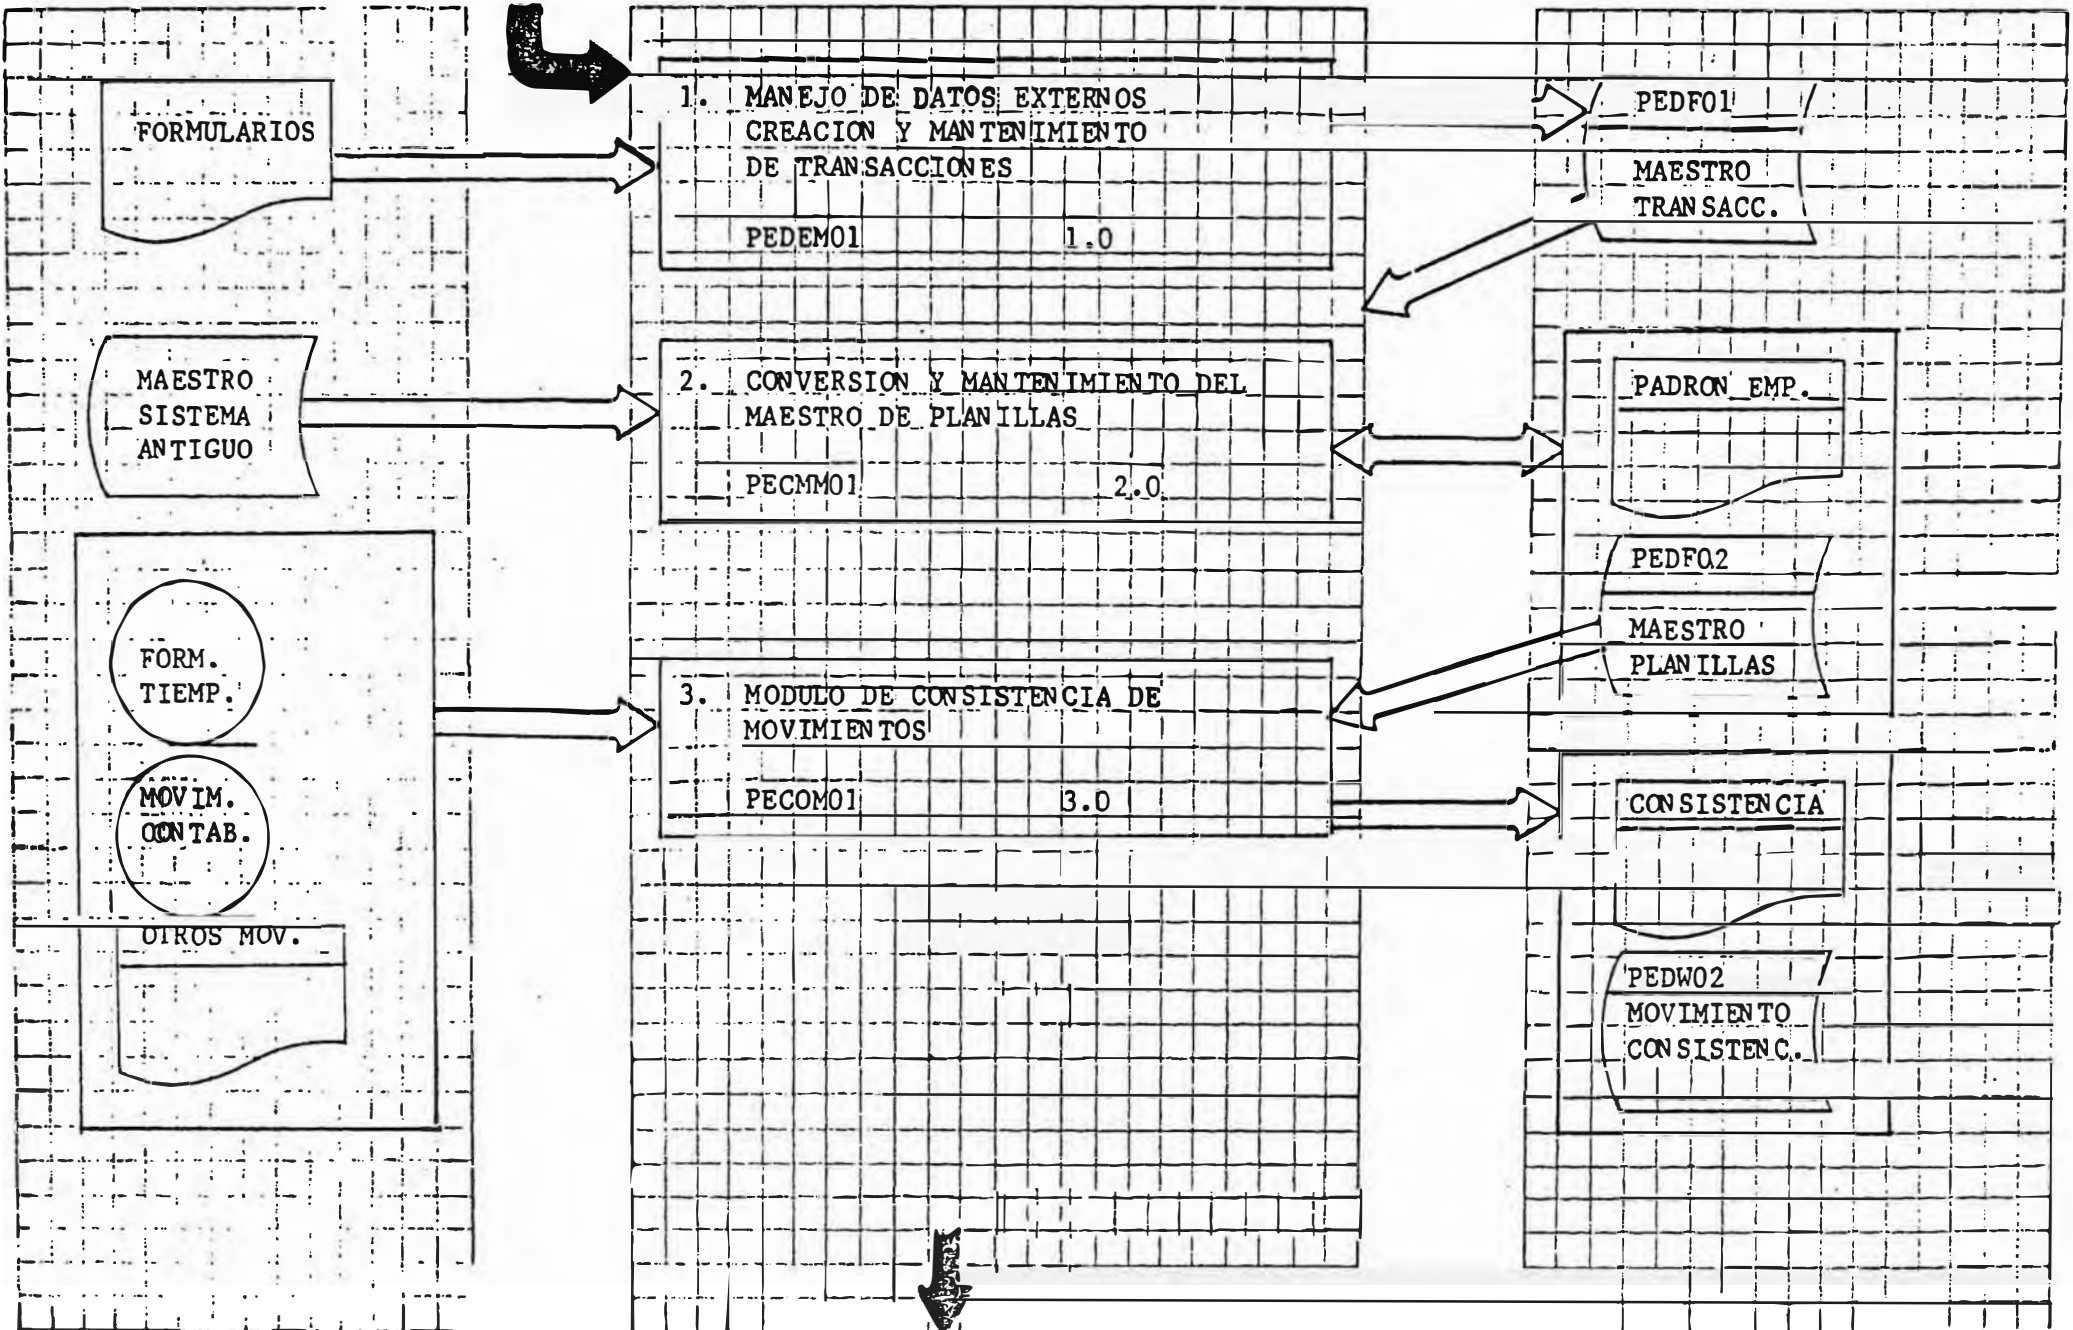 FORMULARIOS
MAESTRO
SISTEMA
ANTIGUO
FORM.
TIEMP.
MOVIM.
CONTAB.
OTROS MOV.
1. MANEJO DE DATOS EXTERNOS
CREACION Y MANTENIMIENTO
DE TRANSACCIONES
PEDEM01 1.0
2. CONVERSION Y MANTENIMIENTO DEL
MAESTRO DE PLANILLAS
PECMM01 2.0
3. MODULO DE CONSISTENCIA DE
MOVIMIENTOS
PECOM01 3.0
PEDF01
MAESTRO
TRANSACC.
PADRON EMP.
PEDF02
MAESTRO
PLANILLAS
CONSISTENCIA
PEDW02
MOVIMIENTO
CONSISTENC.